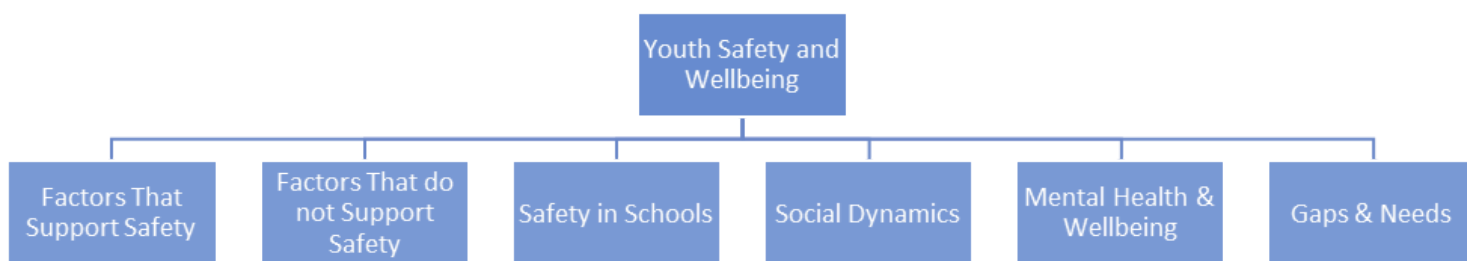 Youth Safety and
Wellbeing
Factors That
Support Safety
Factors That do
not Support
Safety
Safety in Schools
Social Dynamics
Mental Health &
Wellbeing
Gaps & Needs